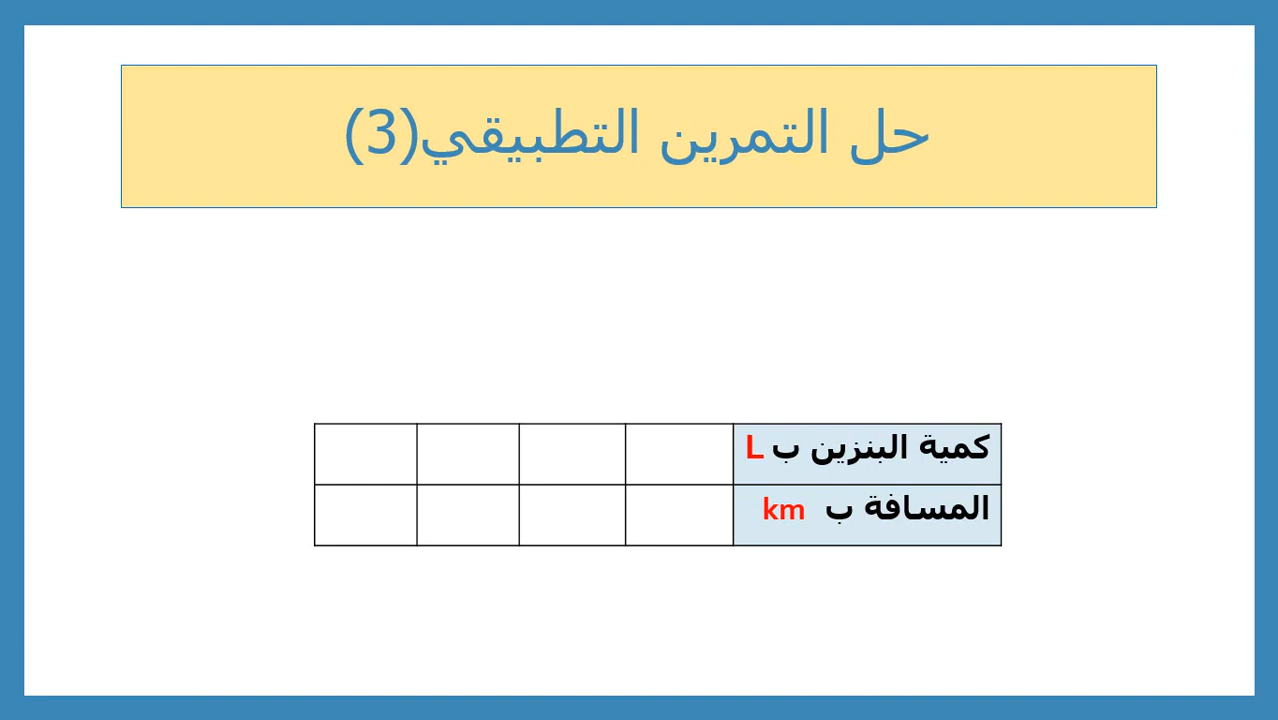 حل التمرين التطبيقي(3)
كمية البنزين ب L
المسافة ب km